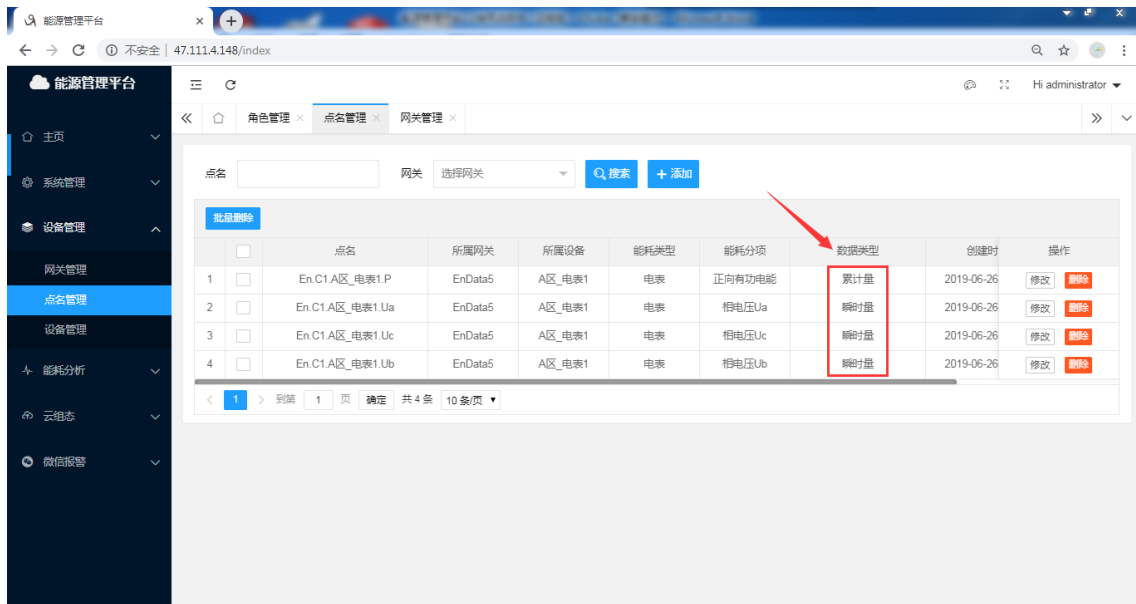 能源管理平台
不安全 | 47.111.4.148/index
能源管理平台
Hi administrator
角色管理 点名管理 网关管理
主页
系统管理
设备管理
网关管理
点名管理
设备管理
能耗分析
云组态
微信报警
点名 网关 选择网关 搜索 + 添加
批量删除
点名 所属网关 所属设备 能耗类型 能耗分项 数据类型 创建时 操作
1 En.C1.A区_电表1.P EnData5 A区_电表1 电表 正向有功电能 累计量 2019-06-26 修改 删除
2 En.C1.A区_电表1.Ua EnData5 A区_电表1 电表 相电压Ua 瞬时量 2019-06-26 修改 删除
3 En.C1.A区_电表1.Uc EnData5 A区_电表1 电表 相电压Uc 瞬时量 2019-06-26 修改 删除
4 En.C1.A区_电表1.Ub EnData5 A区_电表1 电表 相电压Ub 瞬时量 2019-06-26 修改 删除
1 到第 1 页 确定 共 4 条 10 条/页